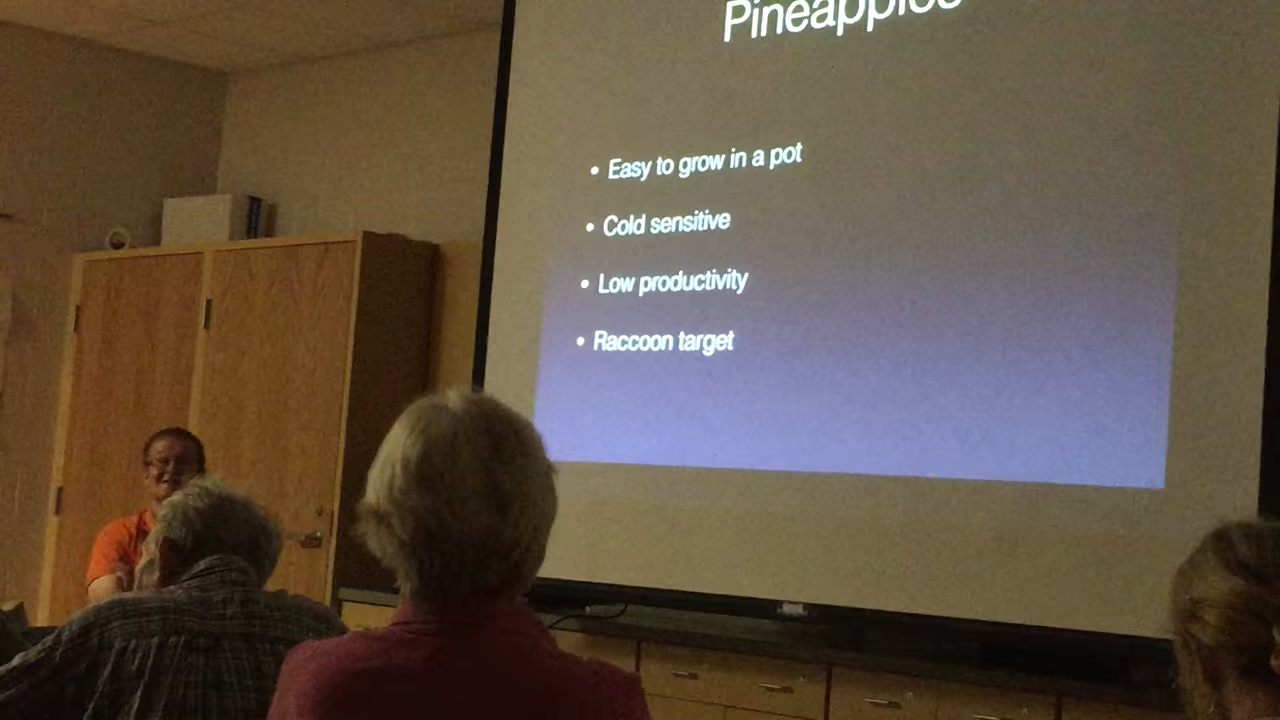 Pineapples
• Easy to grow in a pot
• Cold sensitive
• Low productivity
• Raccoon target